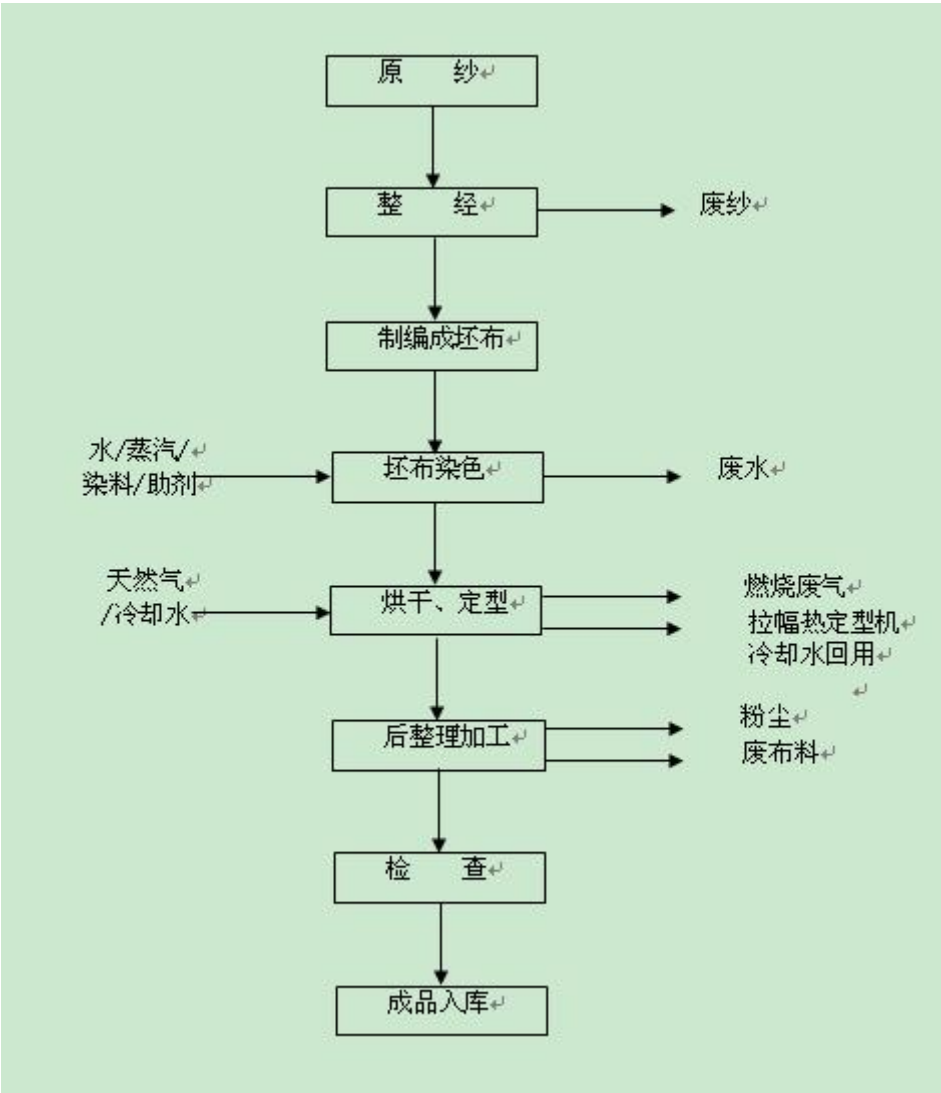 原 纱
整 经
废纱
制编成坯布
水/蒸汽/
染料/助剂
坯布染色
废水
天然气
/冷却水
烘干、定型
燃烧废气
拉幅热定型机
冷却水回用
后整理加工
粉尘
废布料
检 查
成品入库